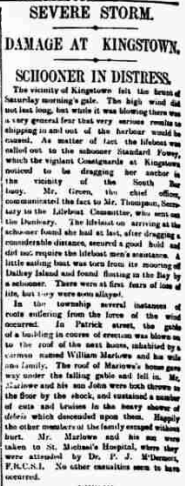 SEVERE STORM.
DAMAGE AT KINGSTOWN,
SCHOONER IN DISTRESS.
The vicinity of Kingstown felt the brunt of
Saturday morning's gale. The high wind did
not last long, but while it was blowing there was
a very general fear that very serious results to
shipping in and out of the harbour would be
caused. As matter of fact the lifeboat was
called out to the schooner Standard
which the vigilant Coastguards at Kingstown
noticed to be dragging her anchor in
the vicinity of the South Bar
buoy. Mr. Green, the chief officer,
communicated the fact to Mr. Thompson, Secre-
tary to the Lifeboat Committee, who sent out
the Dunleary. The lifeboat on arriving at the
schooner found she had at last, after dragging a
considerable distance, secured a good hold and
did not require the lifeboat men's assistance. A
little sailing boat was torn from its mooring off
Dalkey Island and found floating in the Bay by
a schooner. There were at first fears of loss of
life, but they were soon allayed.
In the township several instances of
roofs suffering from the force of the wind
occurred. In Patrick street, the gable
of a building in course of erection was blown on
to the roof of the next house, inhabited by a
carman named William Marlowe and his wife
and family. The roof of Marlowe's house gave
way under the falling gable and fell in. Mr.
Marlowe and his son John were both thrown on
the floor by the shock, and sustained a number
of cuts and bruises in the heavy shower of
debris which descended upon them. Happily
the other members of the family escaped without
hurt. Mr. Marlowe and his son were
taken to St. Michael's Hospital, where they
were attended by Dr. P. J. M'Dermott,
F.R.C.S.I. No other casualties seem to have
occurred.